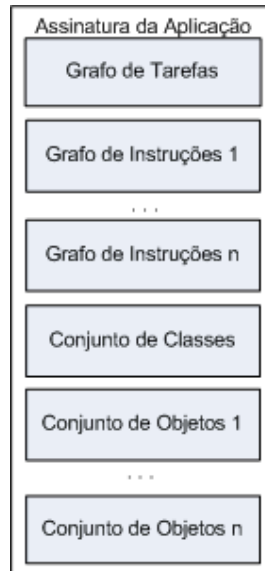 Assinatura da Aplicação
Grafo de Tarefas
Grafo de Instruções 1
...
Grafo de Instruções n
Conjunto de Classes
Conjunto de Objetos 1
...
Conjunto de Objetos n